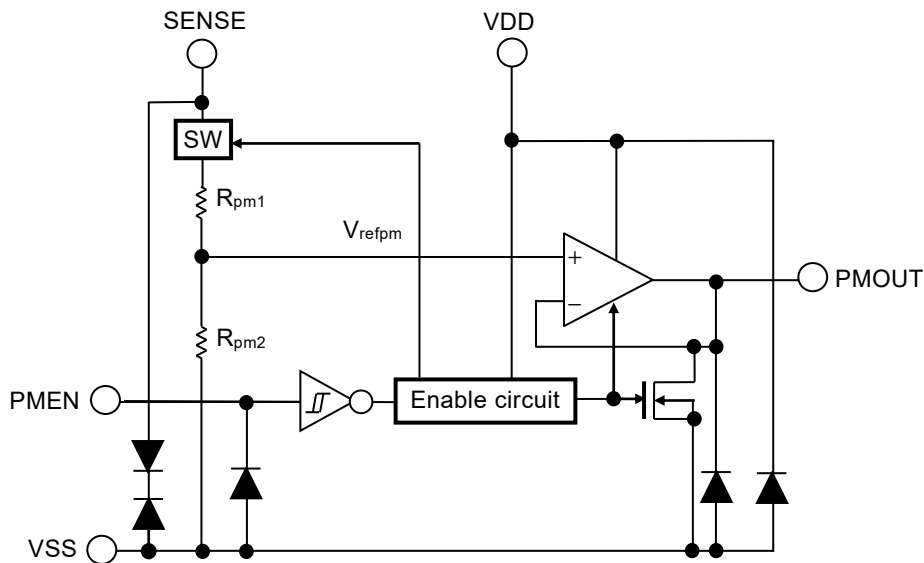 SENSE
VDD
SW
Rpm1
Vrefpm
+
−
PMOUT
Rpm2
PMEN
Enable circuit
VSS